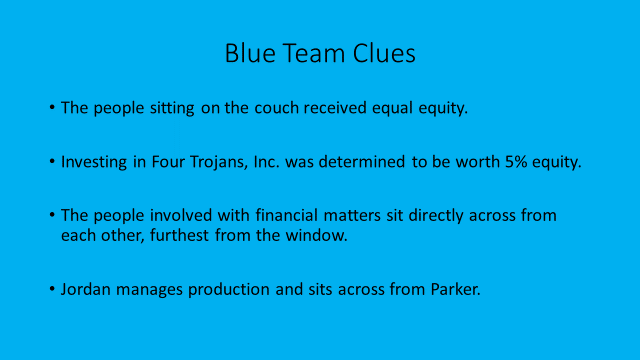 Blue Team Clues
• The people sitting on the couch received equal equity.
• Investing in Four Trojans, Inc. was determined to be worth 5% equity.
• The people involved with financial matters sit directly across from
each other, furthest from the window.
• Jordan manages production and sits across from Parker.